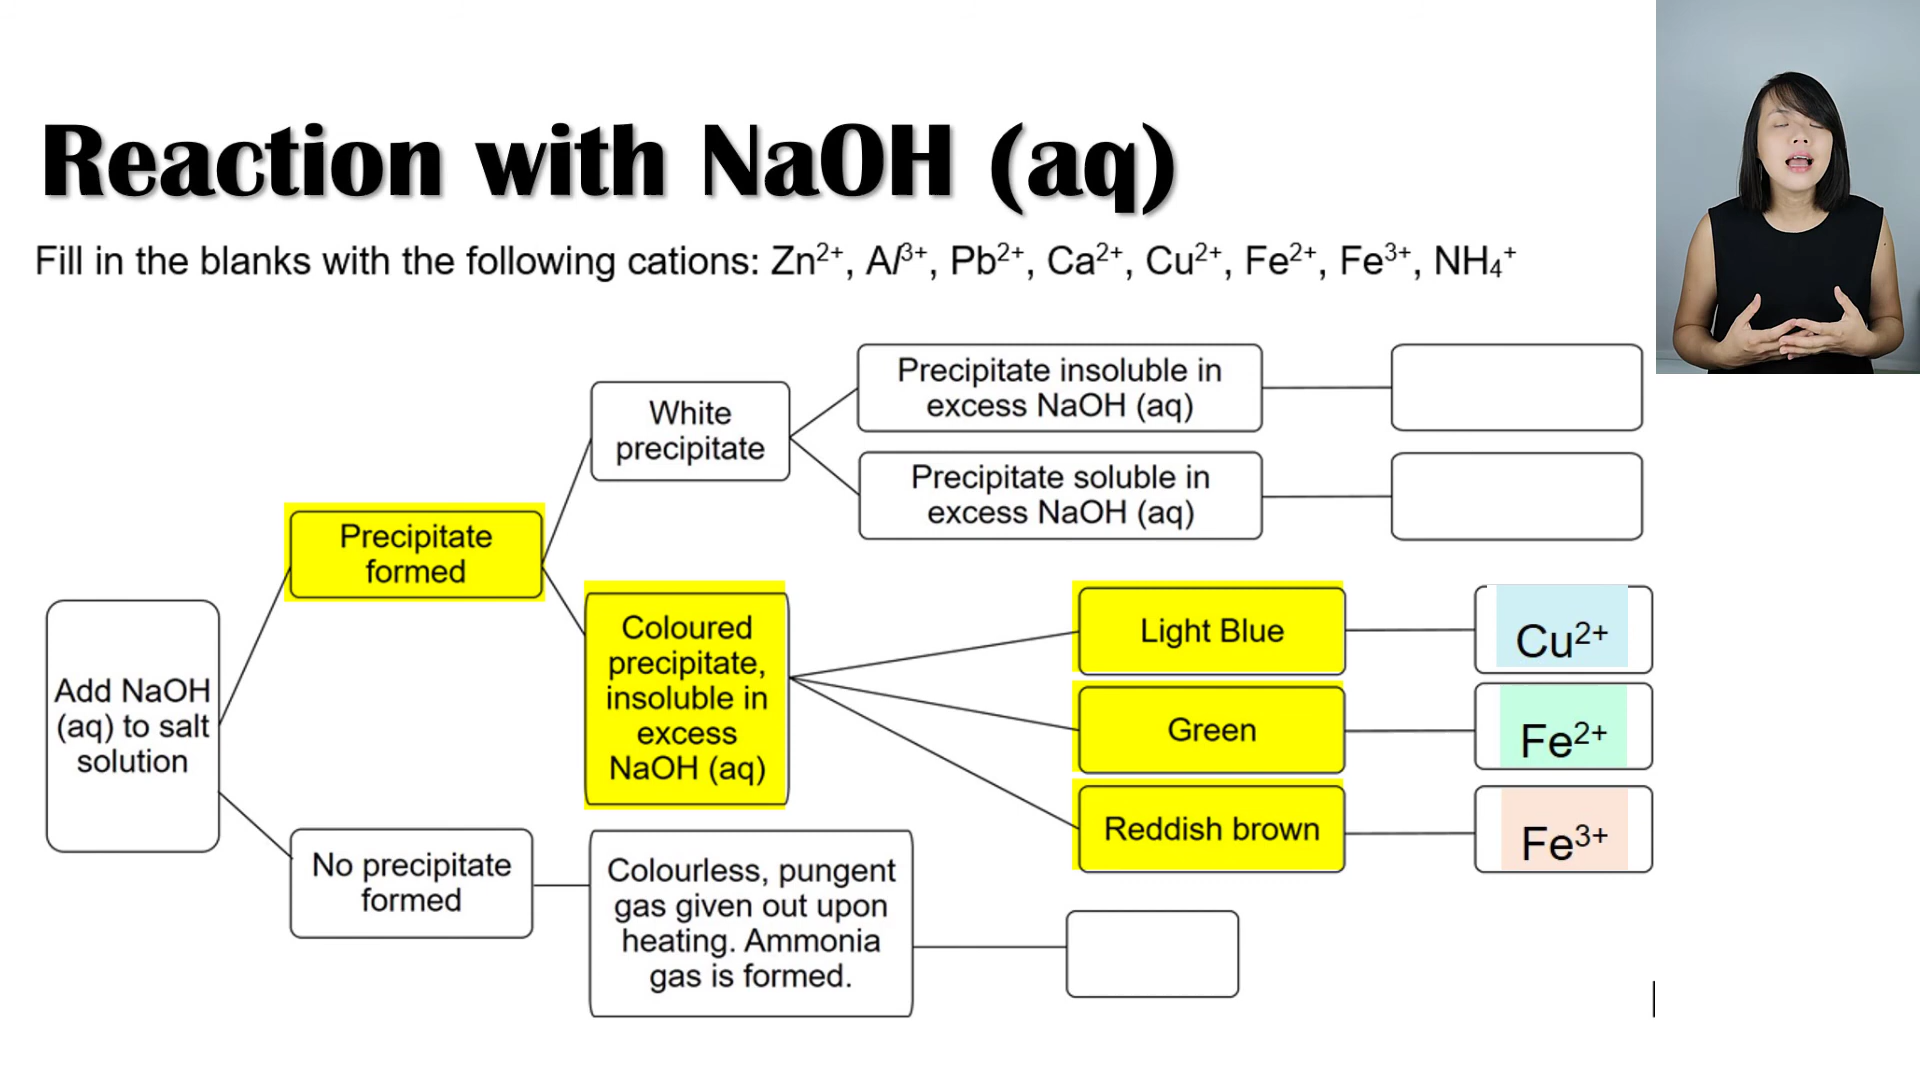 Reaction with NaOH (aq)
Fill in the blanks with the following cations: Zn²⁺, Al³⁺, Pb²⁺, Ca²⁺, Cu²⁺, Fe²⁺, Fe³⁺, NH₄⁺
Precipitate insoluble in
excess NaOH (aq)
White
precipitate
Precipitate soluble in
excess NaOH (aq)
Precipitate
formed
Coloured
precipitate,
insoluble in
excess
NaOH (aq)
Light Blue
Cu²⁺
Green
Fe²⁺
Reddish brown
Fe³⁺
Add NaOH
(aq) to salt
solution
No precipitate
formed
Colourless, pungent
gas given out upon
heating. Ammonia
gas is formed.